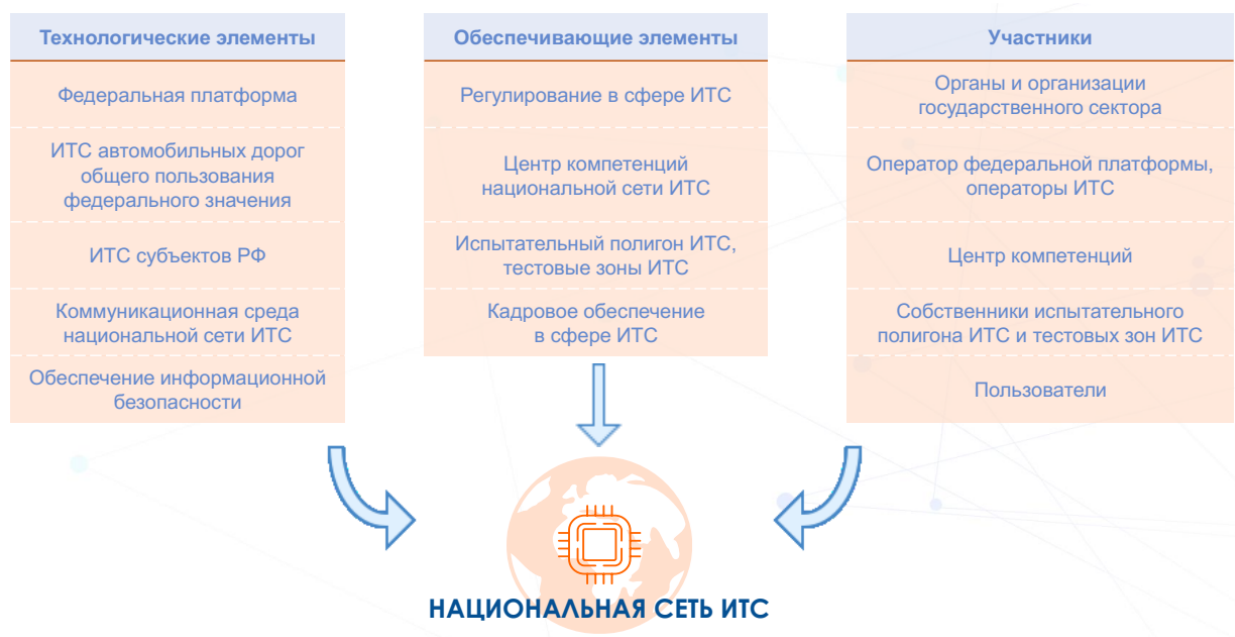 Технологические элементы
Федеральная платформа
ИТС автомобильных дорог
общего пользования
федерального значения
ИТС субъектов РФ
Коммуникационная среда
национальной сети ИТС
Обеспечение информационной
безопасности
Обеспечивающие элементы
Регулирование в сфере ИТС
Центр компетенций
национальной сети ИТС
Испытательный полигон ИТС,
тестовые зоны ИТС
Кадровое обеспечение
в сфере ИТС
Участники
Органы и организации
государственного сектора
Оператор федеральной платформы,
операторы ИТС
Центр компетенций
Собственники испытательного
полигона ИТС и тестовых зон ИТС
Пользователи
НАЦИОНАЛЬНАЯ СЕТЬ ИТС